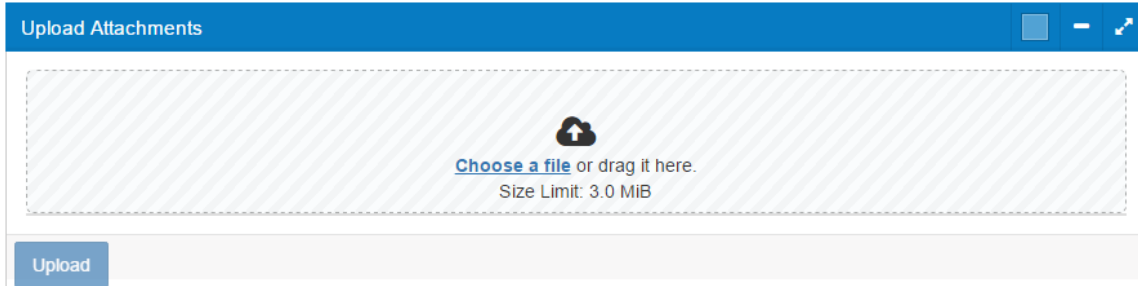 Upload Attachments
Choose a file or drag it here.
Size Limit: 3.0 MiB
Upload